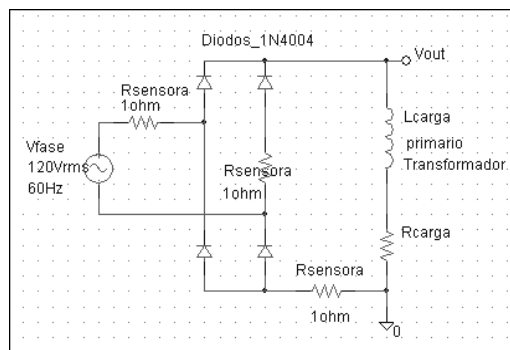 Diodos_1N4004
Vout
Rsensora
1ohm
Lcarga
primario
Transformador
Vfase
120Vrms
60Hz
Rsensora
1ohm
Rcarga
Rsensora
1ohm
0